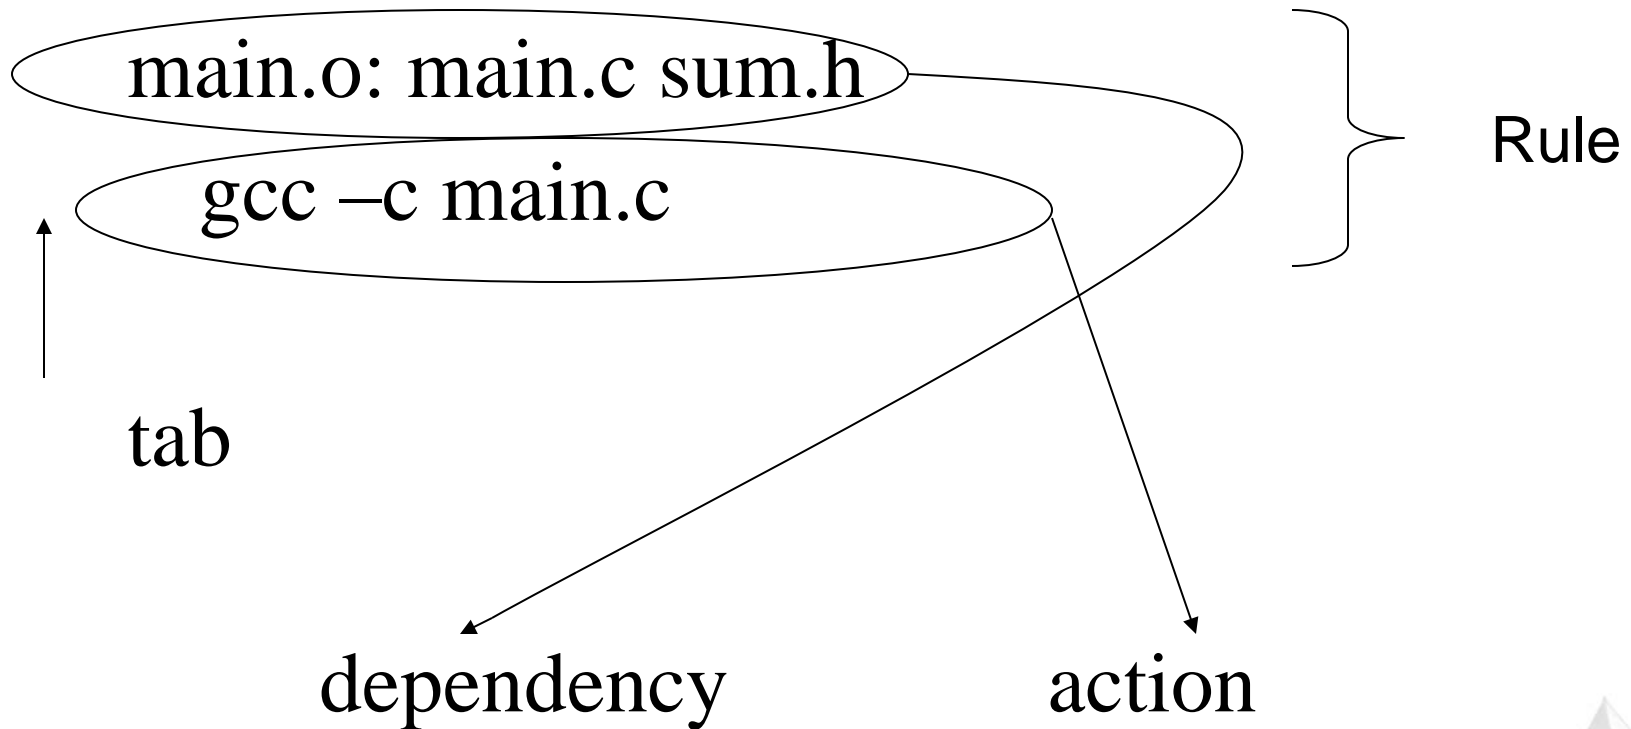 main.o: main.c sum.h
gcc –c main.c
Rule
tab
dependency
action